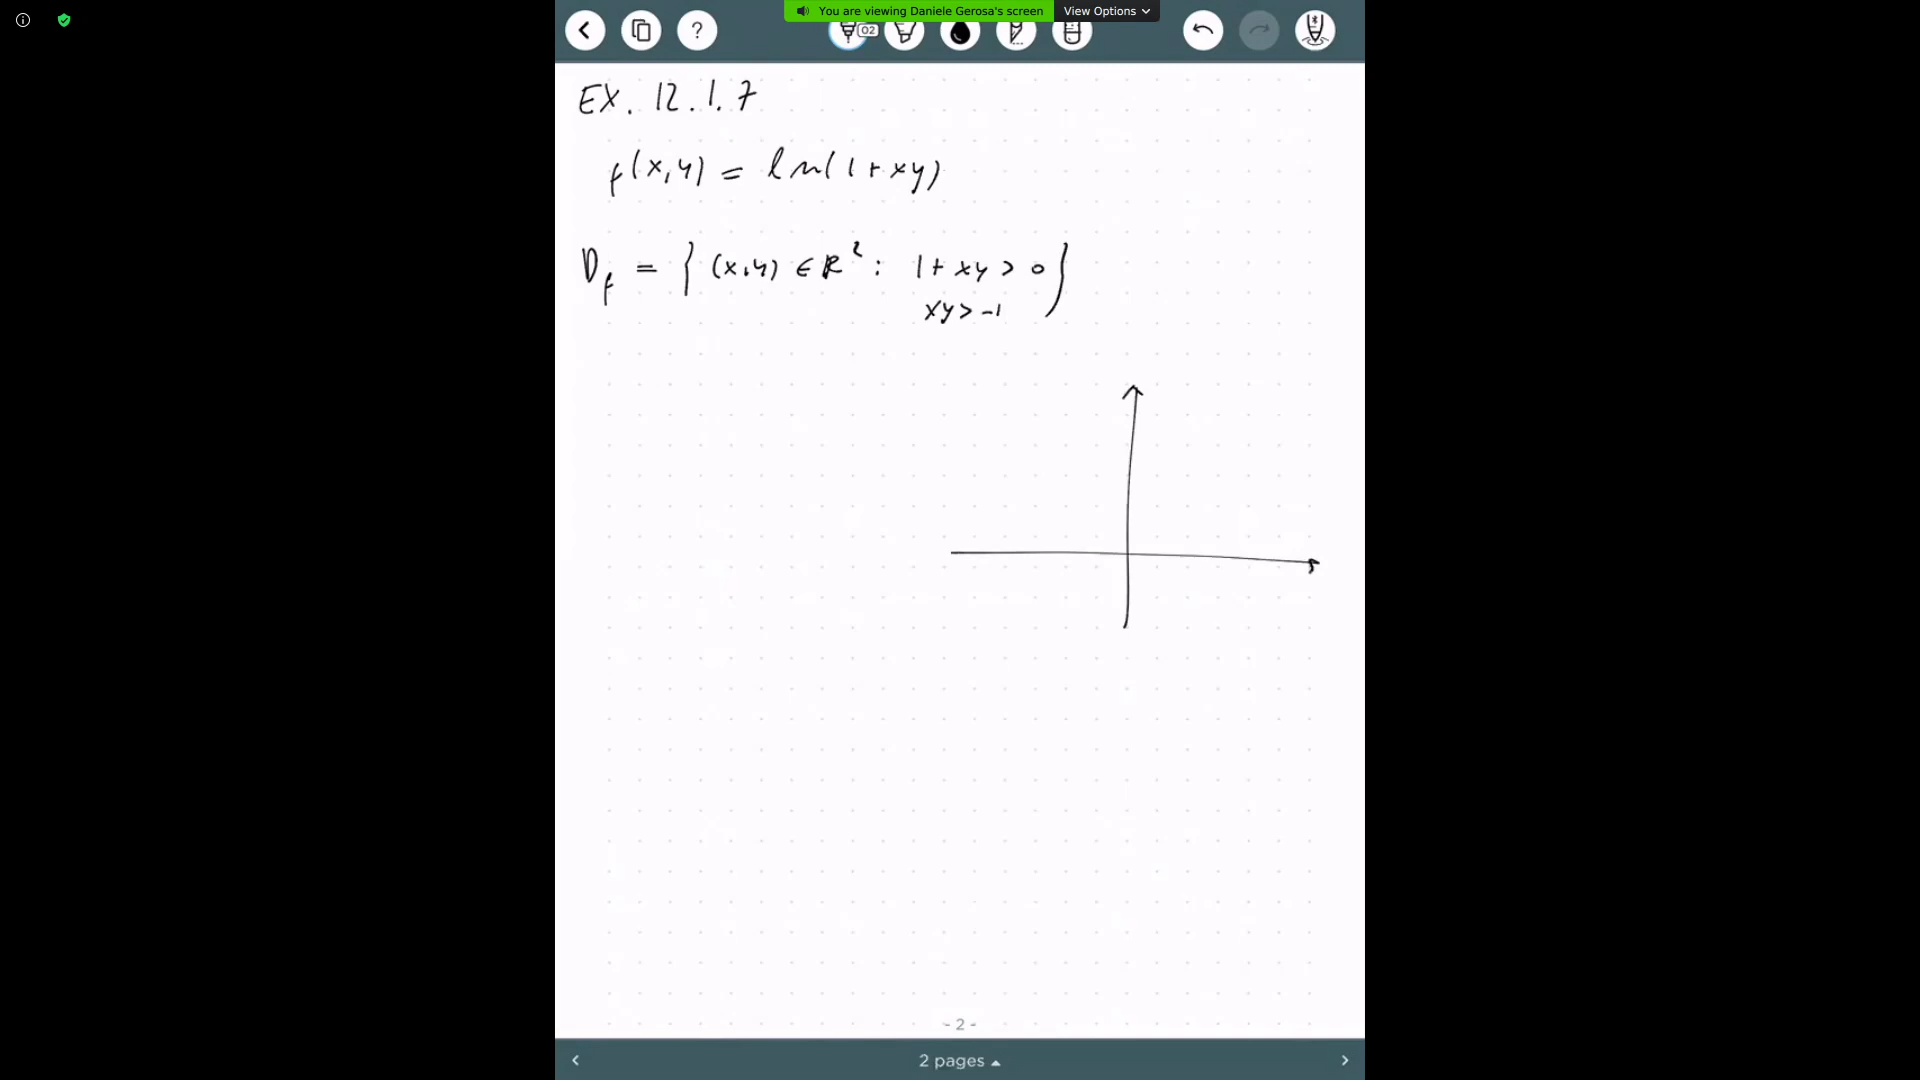 You are viewing Daniele Gerosa's screen
View Options
?
02
EX. 12.1.7
f(x,y) = ln(1+xy)
D_f = { (x,y) ∈ ℝ² : 1+xy > 0 }
xy > -1
- 2 -
2 pages